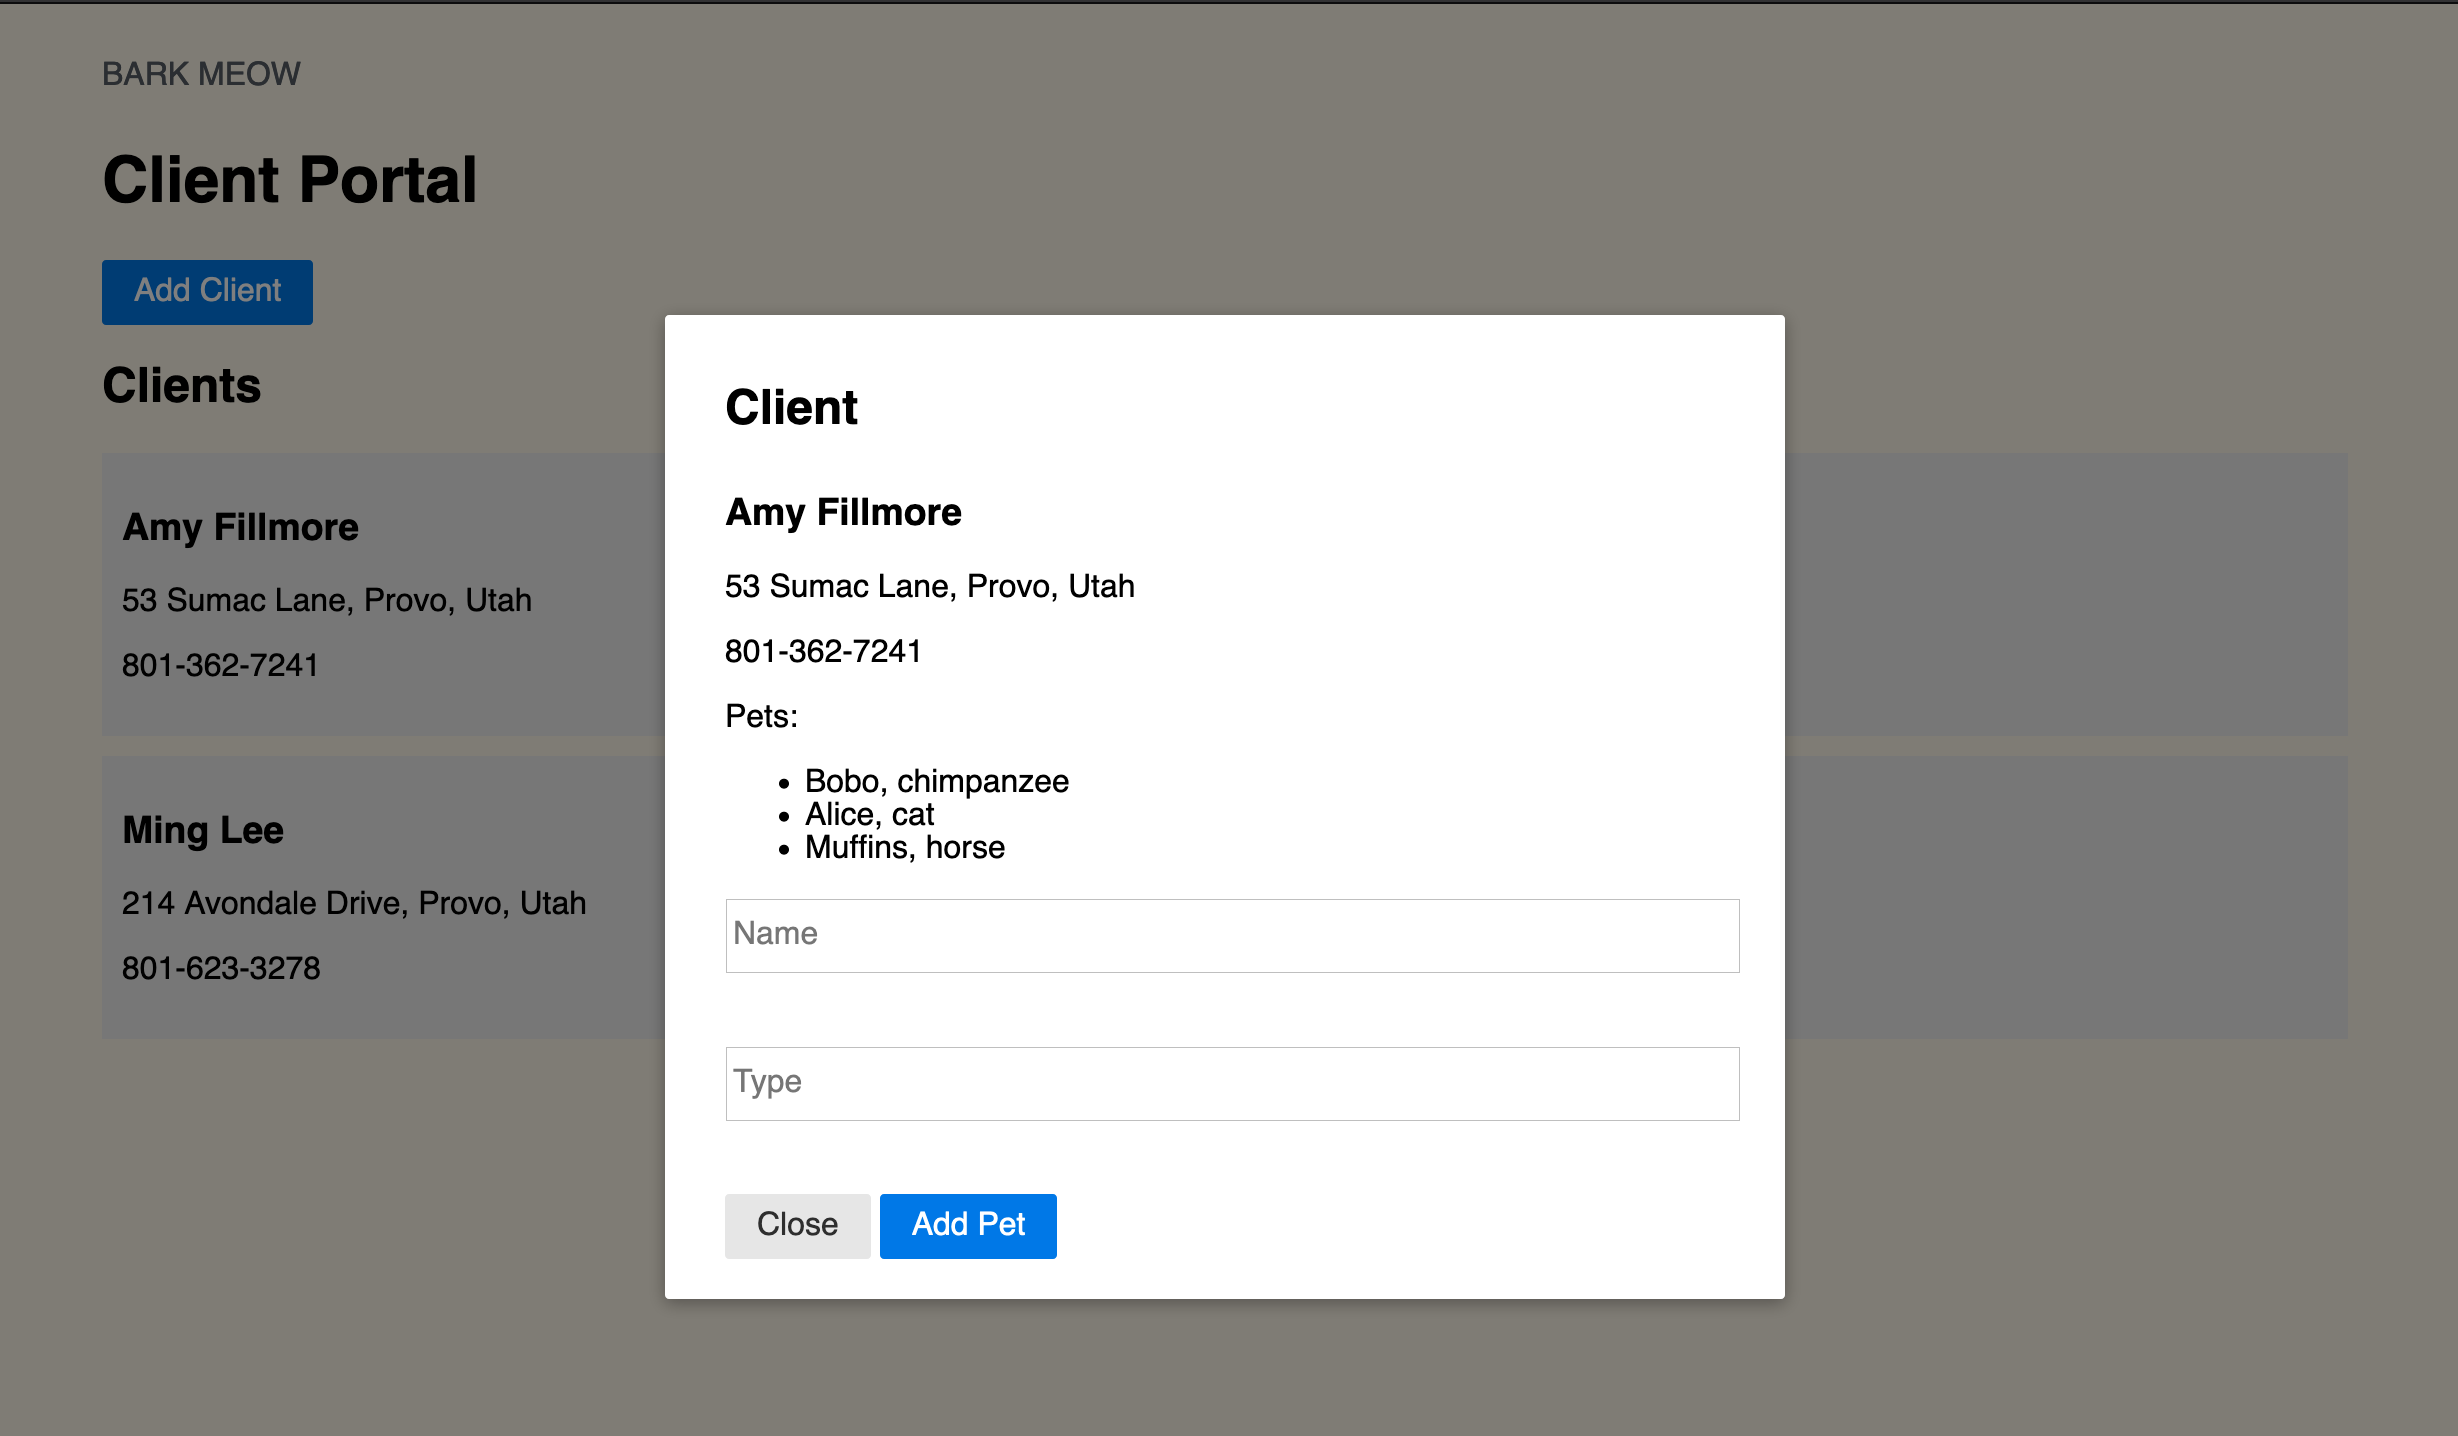 BARK MEOW
Client Portal
Add Client
Clients
Amy Fillmore
53 Sumac Lane, Provo, Utah
801-362-7241
Ming Lee
214 Avondale Drive, Provo, Utah
801-623-3278
Client
Amy Fillmore
53 Sumac Lane, Provo, Utah
801-362-7241
Pets:
• Bobo, chimpanzee
• Alice, cat
• Muffins, horse
Name
Type
Close Add Pet